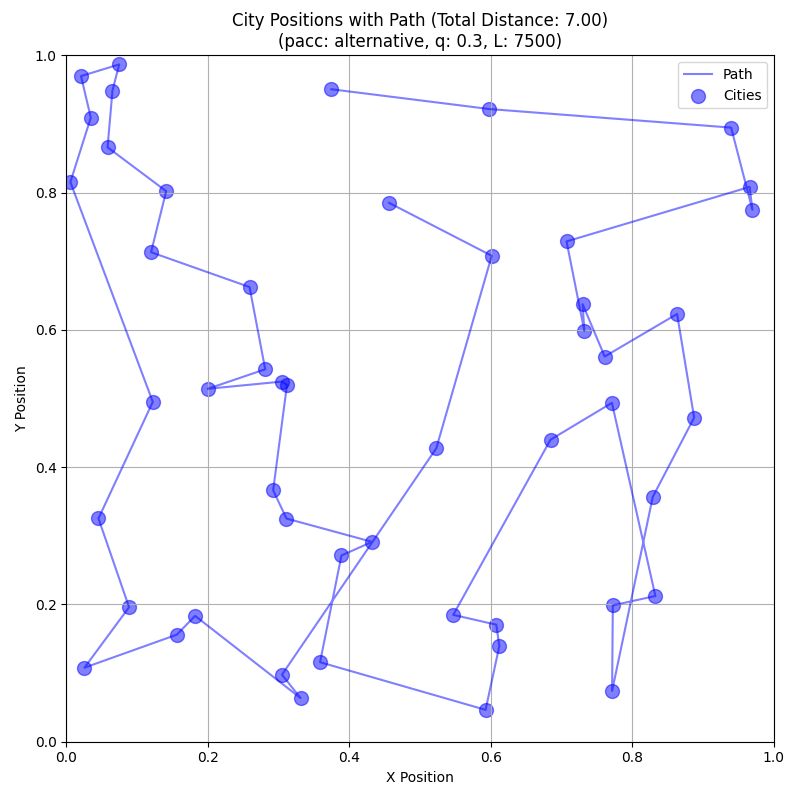 City Positions with Path (Total Distance: 7.00)
(pacc: alternative, q: 0.3, L: 7500)
Path
Cities
1.0
0.8
0.6
0.4
0.2
0.0
Y Position
0.0 0.2 0.4 0.6 0.8 1.0
X Position